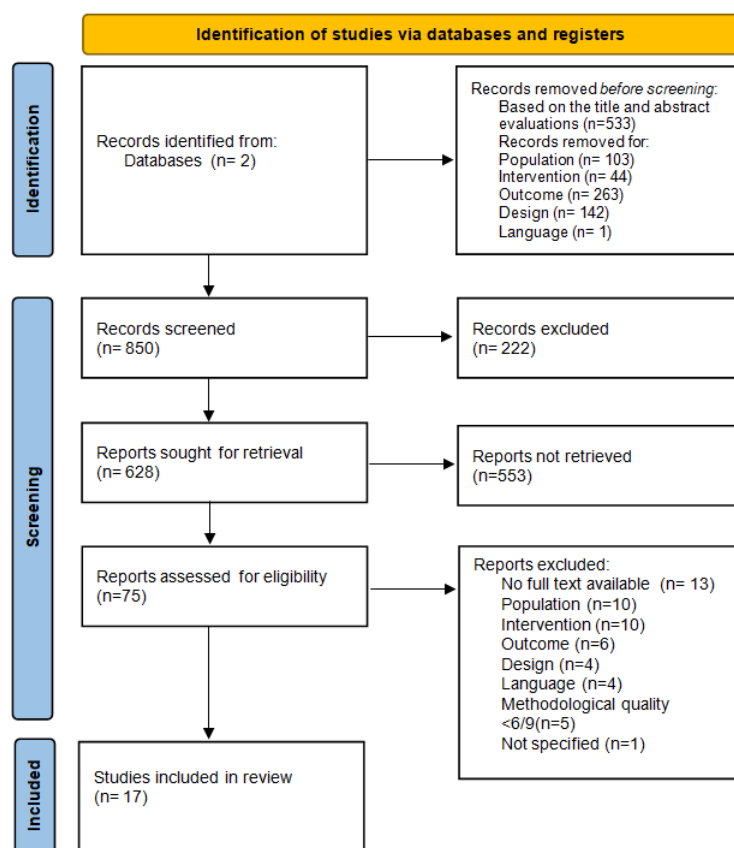 Identification of studies via databases and registers
Identification
Records identified from:
Databases (n= 2)
Records removed before screening:
Based on the title and abstract
evaluations (n=533)
Records removed for:
Population (n= 103)
Intervention (n= 44)
Outcome (n= 263)
Design (n= 142)
Language (n= 1)
Screening
Records screened
(n= 850)
Records excluded
(n= 222)
Reports sought for retrieval
(n= 628)
Reports not retrieved
(n=553)
Reports assessed for eligibility
(n=75)
Reports excluded:
No full text available (n= 13)
Population (n=10)
Intervention (n=10)
Outcome (n=6)
Design (n=4)
Language (n=4)
Methodological quality
<6/9(n=5)
Not specified (n=1)
Included
Studies included in review
(n= 17)